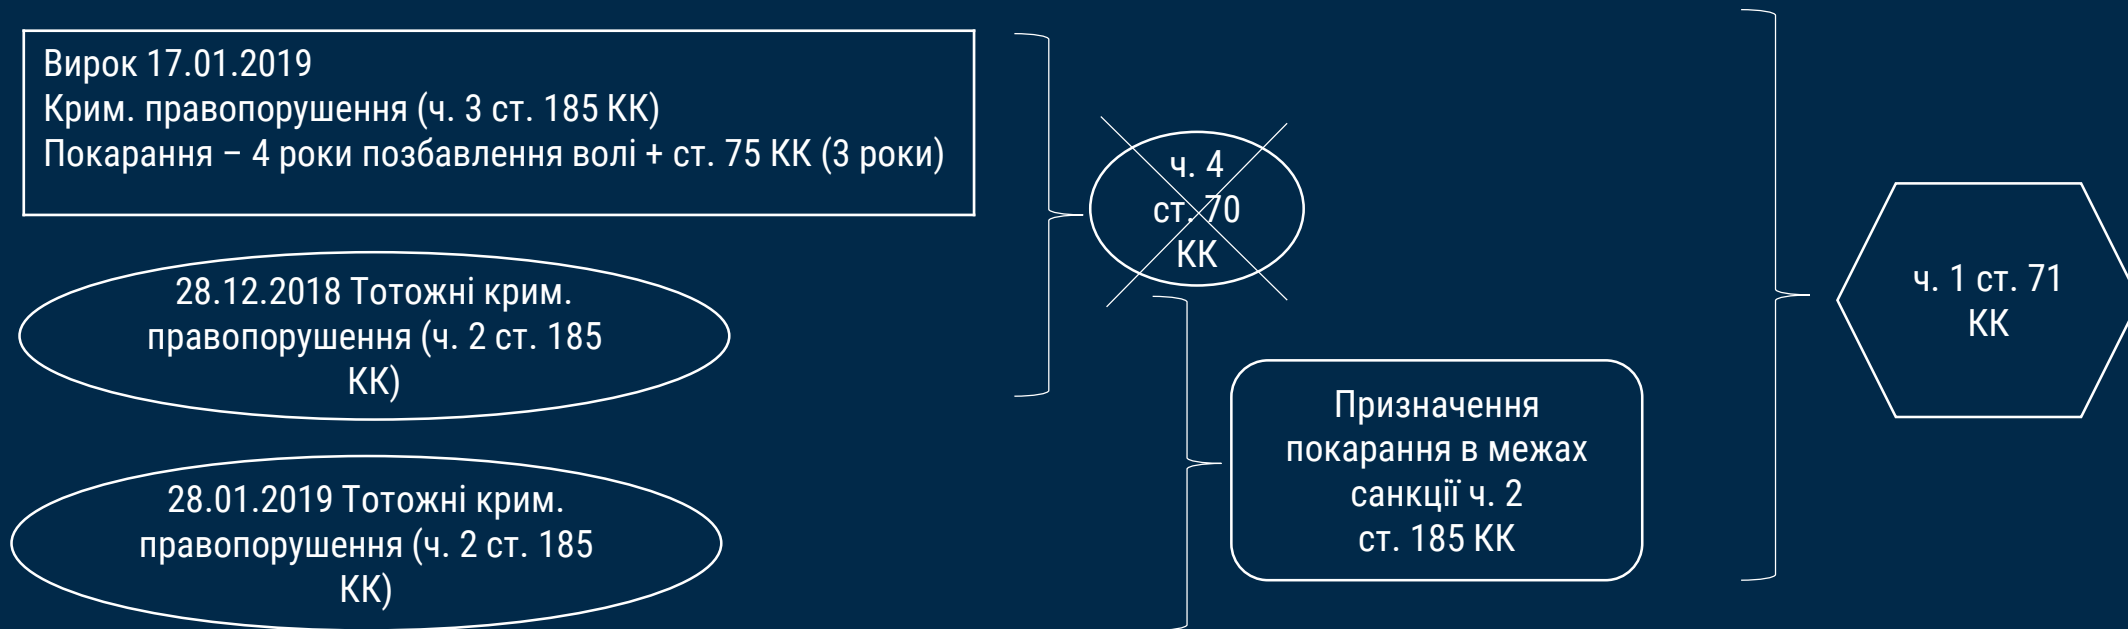 Вирок 17.01.2019
Крим. правопорушення (ч. 3 ст. 185 КК)
Покарання – 4 роки позбавлення волі + ст. 75 КК (3 роки)
ч. 4
ст. 70
КК
28.12.2018 Тотожні крим.
правопорушення (ч. 2 ст. 185
КК)
ч. 1 ст. 71
КК
Призначення
покарання в межах
санкції ч. 2
ст. 185 КК
28.01.2019 Тотожні крим.
правопорушення (ч. 2 ст. 185
КК)